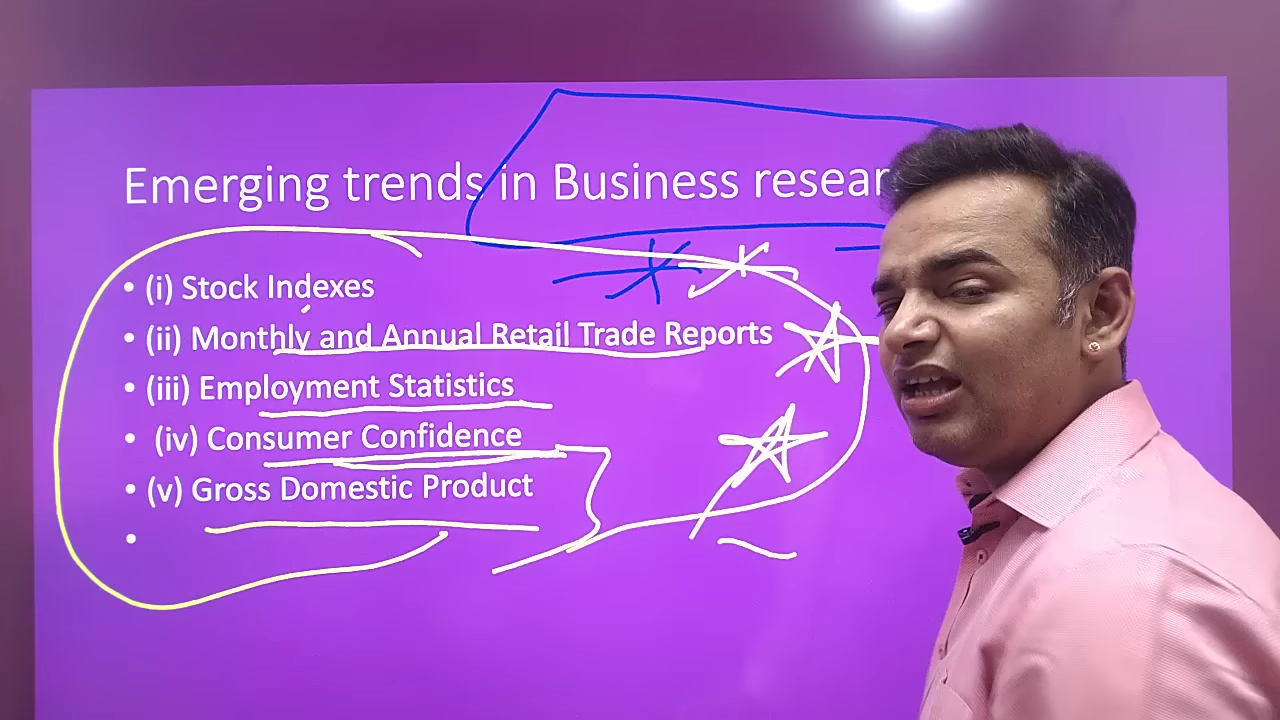 Emerging trends in Business resear
• (i) Stock Indexes
• (ii) Monthly and Annual Retail Trade Reports
• (iii) Employment Statistics
• (iv) Consumer Confidence
• (v) Gross Domestic Product
•